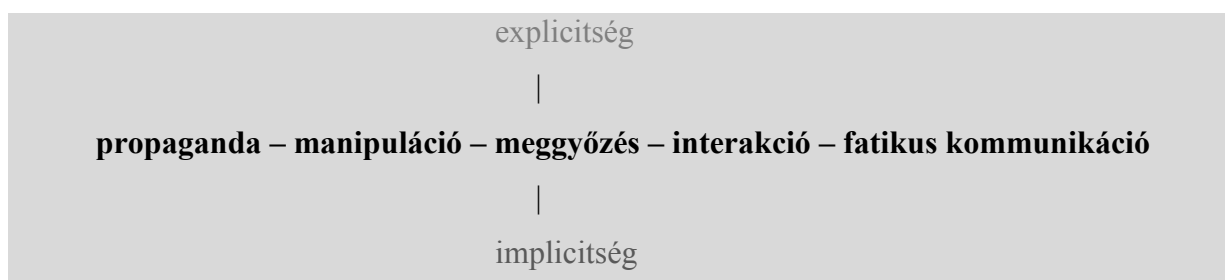 explicitség
|
propaganda – manipuláció – meggyőzés – interakció – fatikus kommunikáció
|
implicitség